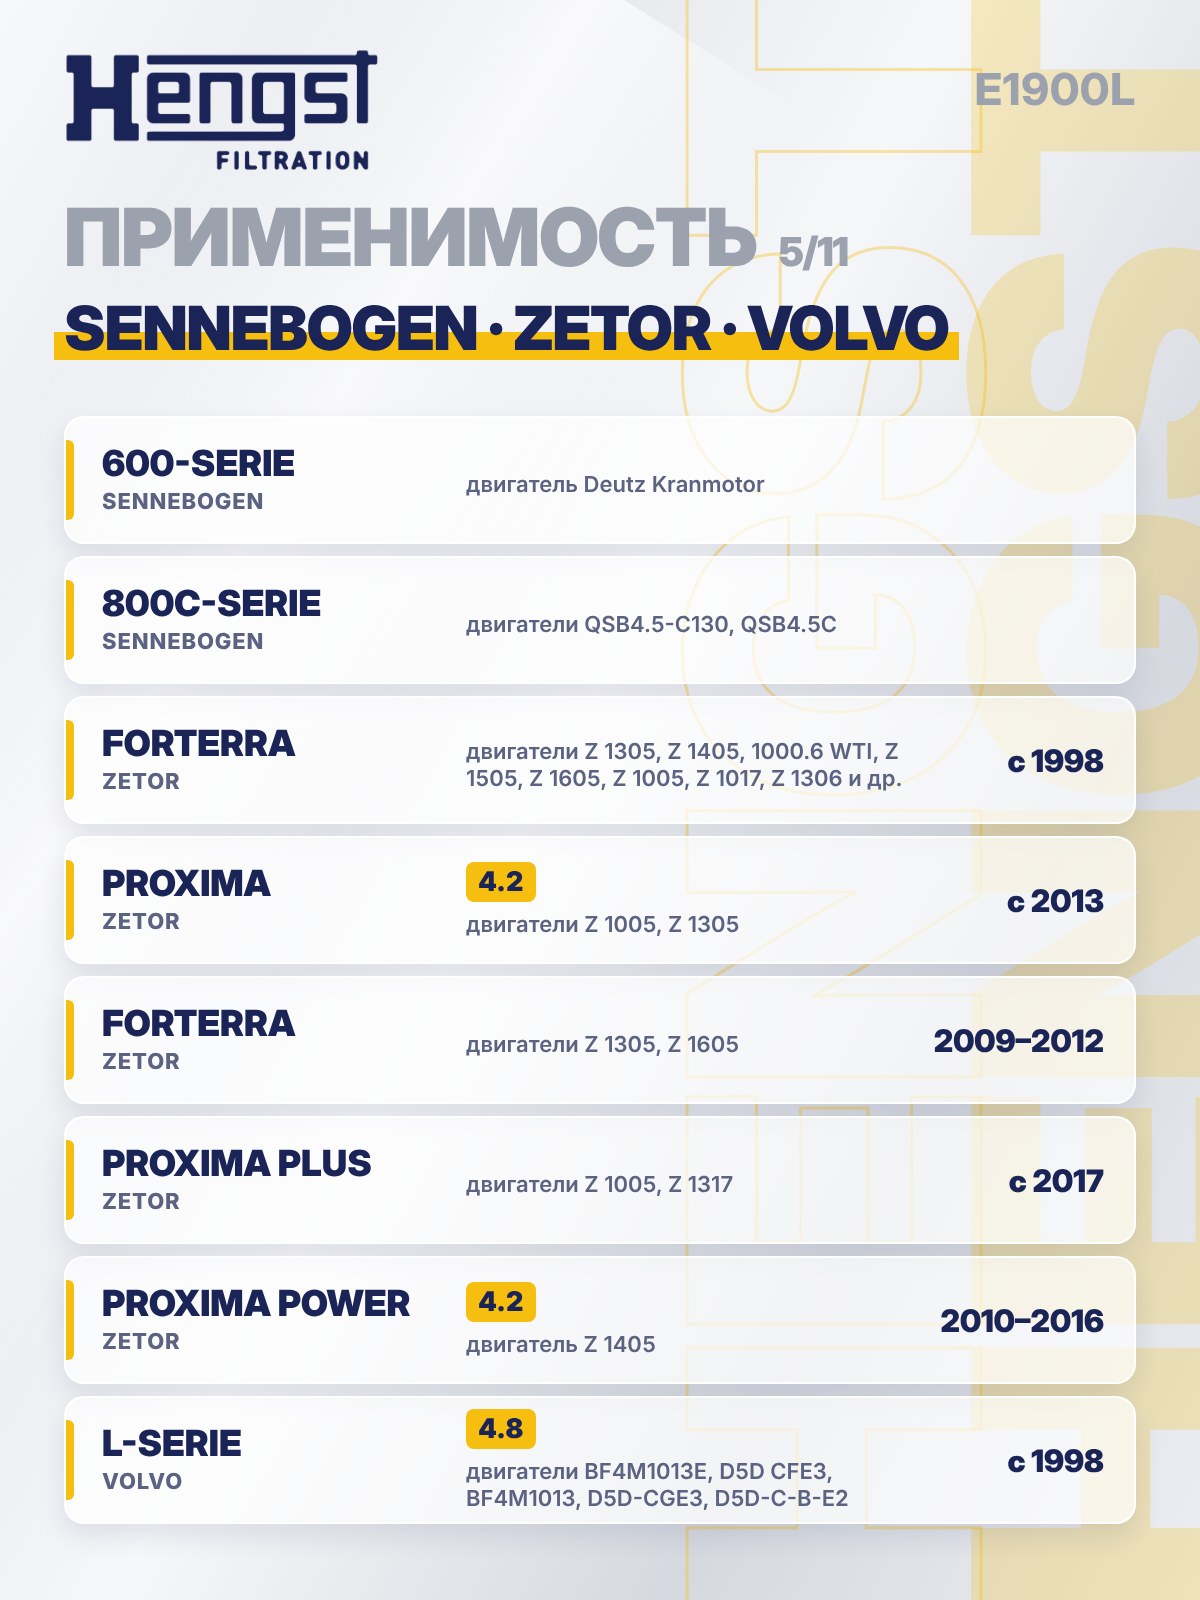 Hengst
FILTRATION
E1900L
ПРИМЕНИМОСТЬ 5/11
SENNEBOGEN · ZETOR · VOLVO
600-SERIE
SENNEBOGEN
двигатель Deutz Kranmotor
800C-SERIE
SENNEBOGEN
двигатели QSB4.5-C130, QSB4.5C
FORTERRA
ZETOR
двигатели Z 1305, Z 1405, 1000.6 WTI, Z
1505, Z 1605, Z 1005, Z 1017, Z 1306 и др.
с 1998
PROXIMA
ZETOR
4.2
двигатели Z 1005, Z 1305
с 2013
FORTERRA
ZETOR
двигатели Z 1305, Z 1605
2009–2012
PROXIMA PLUS
ZETOR
двигатели Z 1005, Z 1317
с 2017
PROXIMA POWER
ZETOR
4.2
двигатель Z 1405
2010–2016
L-SERIE
VOLVO
4.8
двигатели BF4M1013E, D5D CFE3,
BF4M1013, D5D-CGE3, D5D-C-B-E2
с 1998
HENGST
HENGST